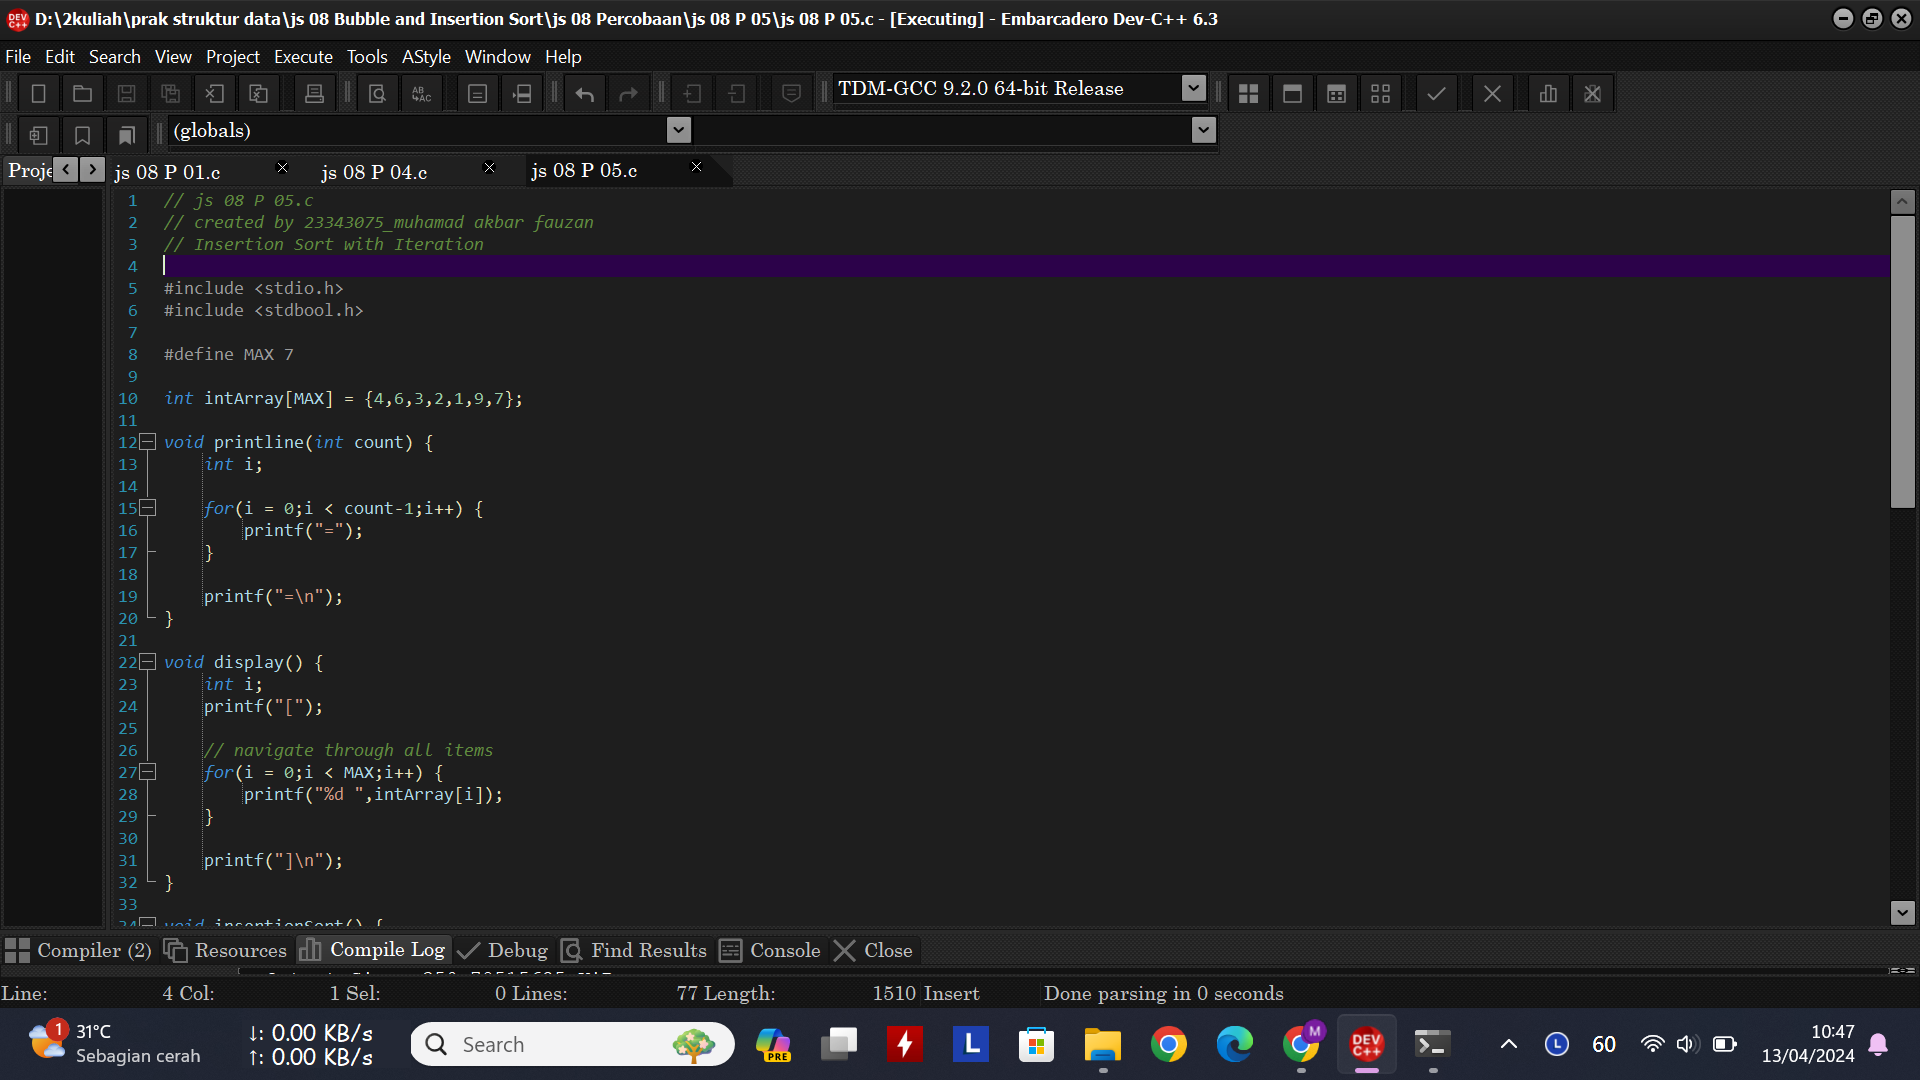 D:\2kuliah\prak struktur data\js 08 Bubble and Insertion Sort\js 08 Percobaan\js 08 P 05\js 08 P 05.c - [Executing] - Embarcadero Dev-C++ 6.3
File Edit Search View Project Execute Tools AStyle Window Help
TDM-GCC 9.2.0 64-bit Release
(globals)
Proje js 08 P 01.c js 08 P 04.c js 08 P 05.c
1 // js 08 P 05.c
2 // created by 23343075_muhamad akbar fauzan
3 // Insertion Sort with Iteration
4
5 #include <stdio.h>
6 #include <stdbool.h>
7
8 #define MAX 7
9
10 int intArray[MAX] = {4,6,3,2,1,9,7};
11
12 void printline(int count) {
13 int i;
14
15 for(i = 0;i < count-1;i++) {
16 printf("=");
17 }
18
19 printf("=\n");
20 }
21
22 void display() {
23 int i;
24 printf("[");
25
26 // navigate through all items
27 for(i = 0;i < MAX;i++) {
28 printf("%d ",intArray[i]);
29 }
30
31 printf("]\n");
32 }
33
34 void insertionSort() {
Compiler (2) Resources Compile Log Debug Find Results Console Close
Line: 4 Col: 1 Sel: 0 Lines: 77 Length: 1510 Insert Done parsing in 0 seconds
1 31°C
Sebagian cerah
↓: 0.00 KB/s
↑: 0.00 KB/s
Search
PRE
L
M
DEV
C++
L
60
10:47
13/04/2024